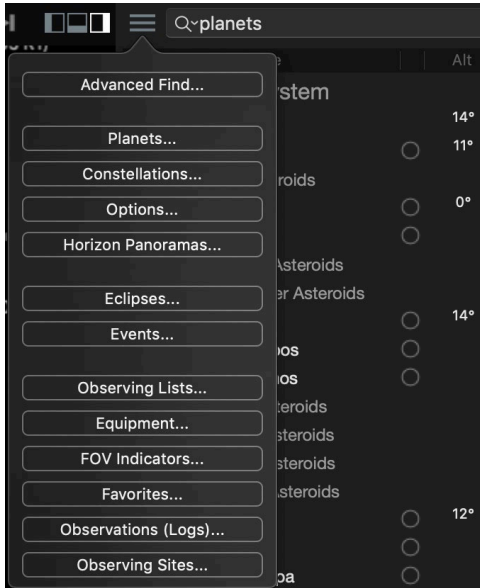 planets
Alt
Advanced Find...
stem
14°
Planets...
11°
Constellations...
roids
Options...
0°
Horizon Panoramas...
Asteroids
Eclipses...
er Asteroids
14°
Events...
os
Observing Lists...
os
teroids
Equipment...
steroids
FOV Indicators...
steroids
Favorites...
steroids
12°
Observations (Logs)...
Observing Sites...
pa